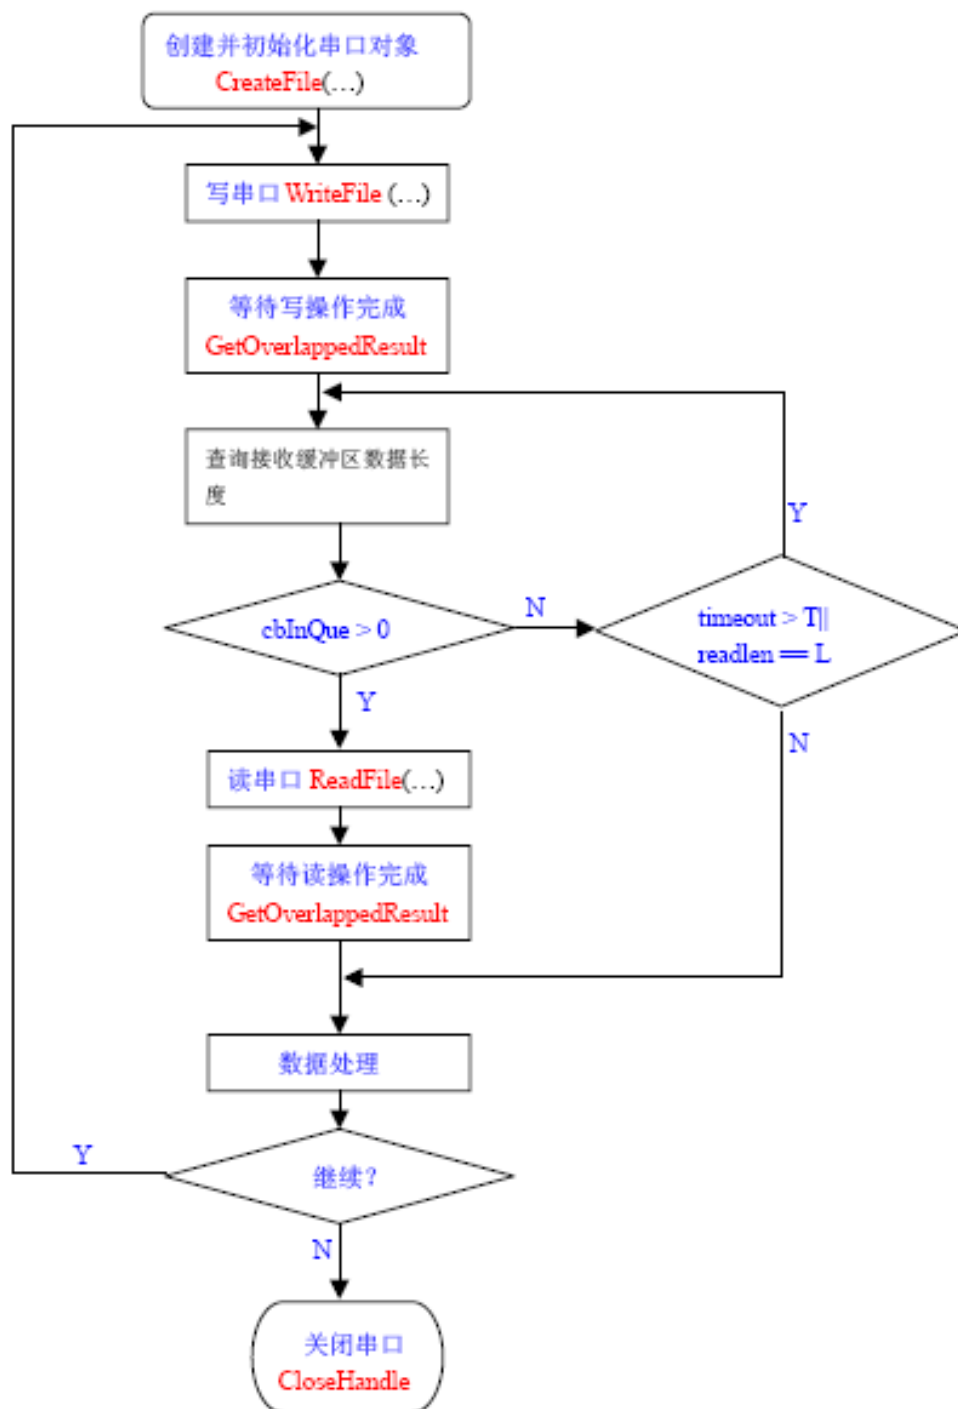 创建并初始化串口对象
CreateFile(…)
写串口 WriteFile (…)
等待写操作完成
GetOverlappedResult
查询接收缓冲区数据长
度
Y
cbInQue > 0
N
timeout > T||
readlen == L
Y
N
读串口 ReadFile(…)
等待读操作完成
GetOverlappedResult
数据处理
Y
继续?
N
关闭串口
CloseHandle